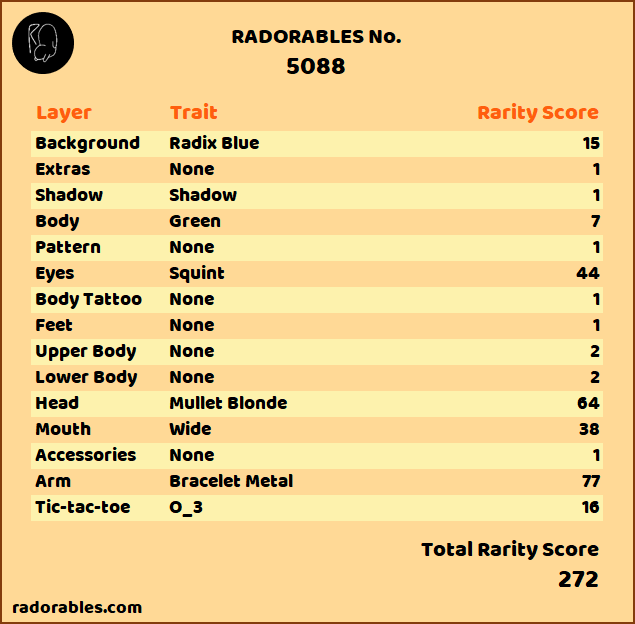 RADORABLES No.
5088
Layer Trait Rarity Score
Background Radix Blue 15
Extras None 1
Shadow Shadow 1
Body Green 7
Pattern None 1
Eyes Squint 44
Body Tattoo None 1
Feet None 1
Upper Body None 2
Lower Body None 2
Head Mullet Blonde 64
Mouth Wide 38
Accessories None 1
Arm Bracelet Metal 77
Tic-tac-toe O_3 16
Total Rarity Score
272
radorables.com